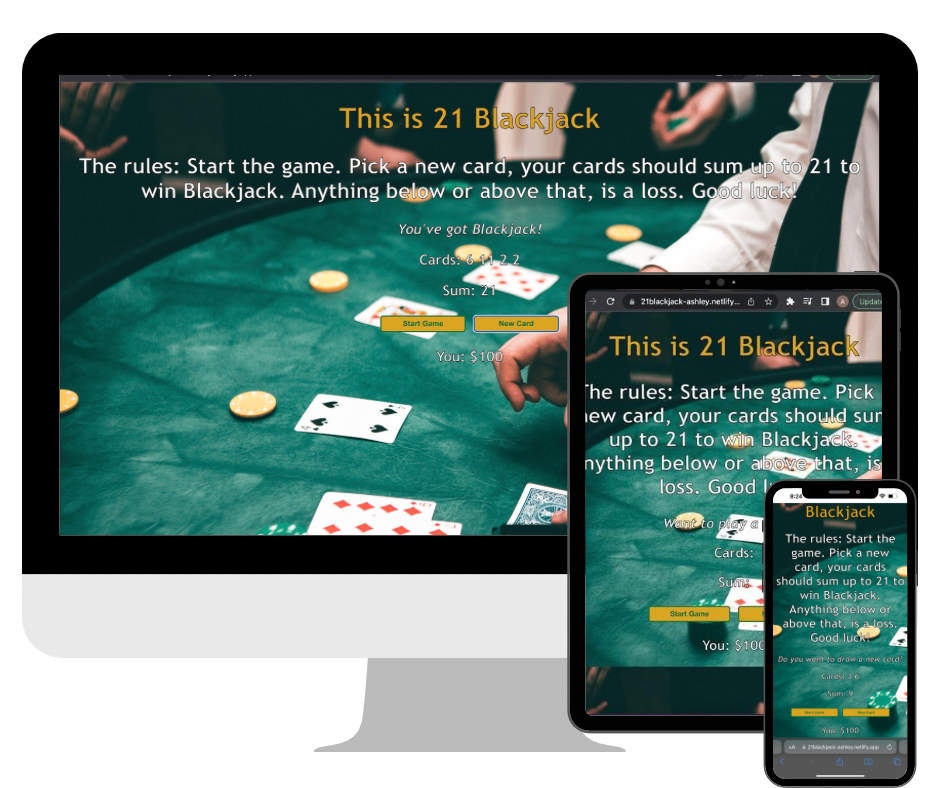 This is 21 Blackjack
The rules: Start the game. Pick a new card, your cards should sum up to 21 to
win Blackjack. Anything below or above that, is a loss. Good luck!
You've got Blackjack!
Cards: 6 11 2 2
Sum: 21
Start Game New Card
You: $100
21blackjack-ashley.netlify... A Update
This is 21 Blackjack
The rules: Start the game. Pick
new card, your cards should sum
up to 21 to win Blackjack.
Anything below or above that, is
loss. Good l
Want to play a
Cards:
Sum:
Start Game
You: $100
8:24
Blackjack
The rules: Start the
game. Pick a new
card, your cards
should sum up to 21 to
win Blackjack.
Anything below or
above that, is a loss.
Good luck!
Do you want to draw a new card?
Cards: 3 6
Sum: 9
Start Game New Card
You: $100
AA 21blackjack-ashley.netlify.app